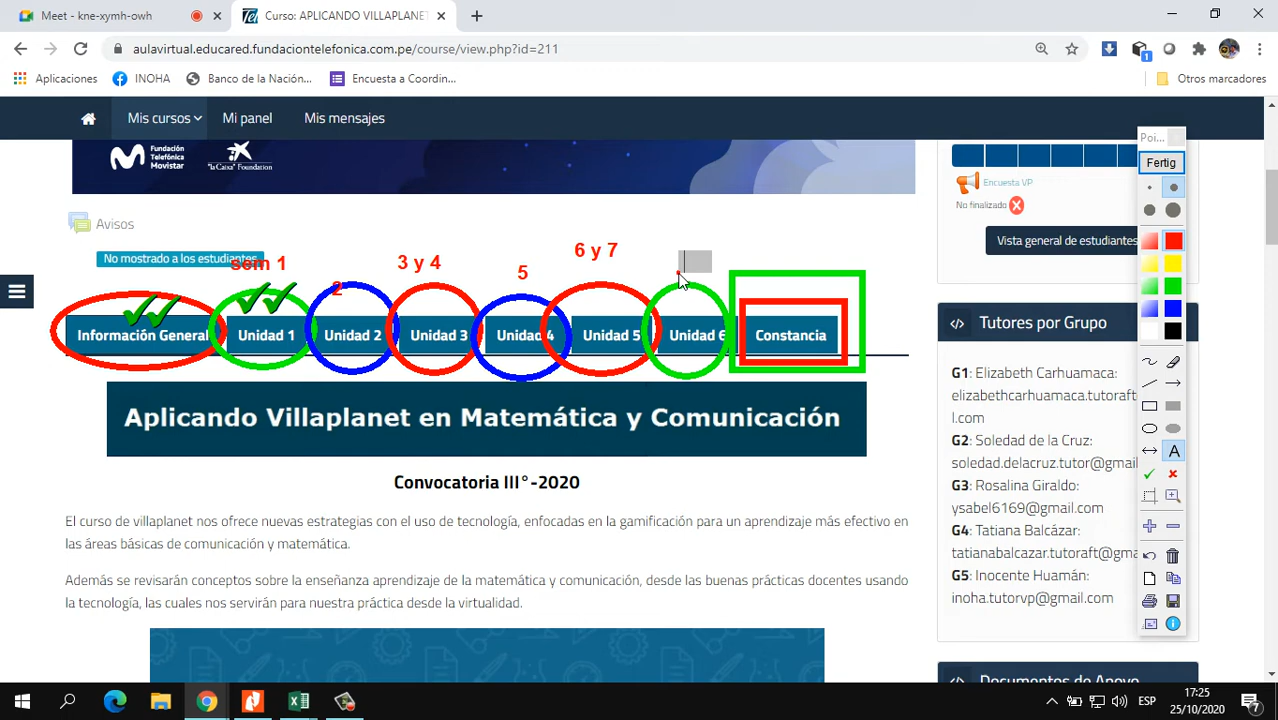 Meet - kne-xymh-owh
Curso: APLICANDO VILLAPLANET
aulavirtual.educared.fundaciontelefonica.com.pe/course/view.php?id=211
Aplicaciones
INOHA
Banco de la Nación...
Encuesta a Coordin...
Otros marcadores
Mis cursos
Mi panel
Mis mensajes
Fundación
Telefónica
Movistar
"la Caixa" Foundation
Avisos
No mostrado a los estudiantes
sem 1
2
3 y 4
5
6 y 7
Información General
Unidad 1
Unidad 2
Unidad 3
Unidad 4
Unidad 5
Unidad 6
Constancia
Aplicando Villaplanet en Matemática y Comunicación
Convocatoria III°-2020
El curso de villaplanet nos ofrece nuevas estrategias con el uso de tecnología, enfocadas en la gamificación para un aprendizaje más efectivo en
las áreas básicas de comunicación y matemática.
Además se revisarán conceptos sobre la enseñanza aprendizaje de la matemática y comunicación, desde las buenas prácticas docentes usando
la tecnología, las cuales nos servirán para nuestra práctica desde la virtualidad.
Encuesta VP
No finalizado
Vista general de estudiantes
Tutores por Grupo
G1: Elizabeth Carhuamaca:
elizabethcarhuamaca.tutoraft
l.com
G2: Soledad de la Cruz:
soledad.delacruz.tutor@gmail
G3: Rosalina Giraldo:
ysabel6169@gmail.com
G4: Tatiana Balcázar:
tatianabalcazar.tutoraft@gma
G5: Inocente Huamán:
inoha.tutorvp@gmail.com
Documentos de Apoyo
Poi...
Fertig
A
ESP
17:25
25/10/2020
7